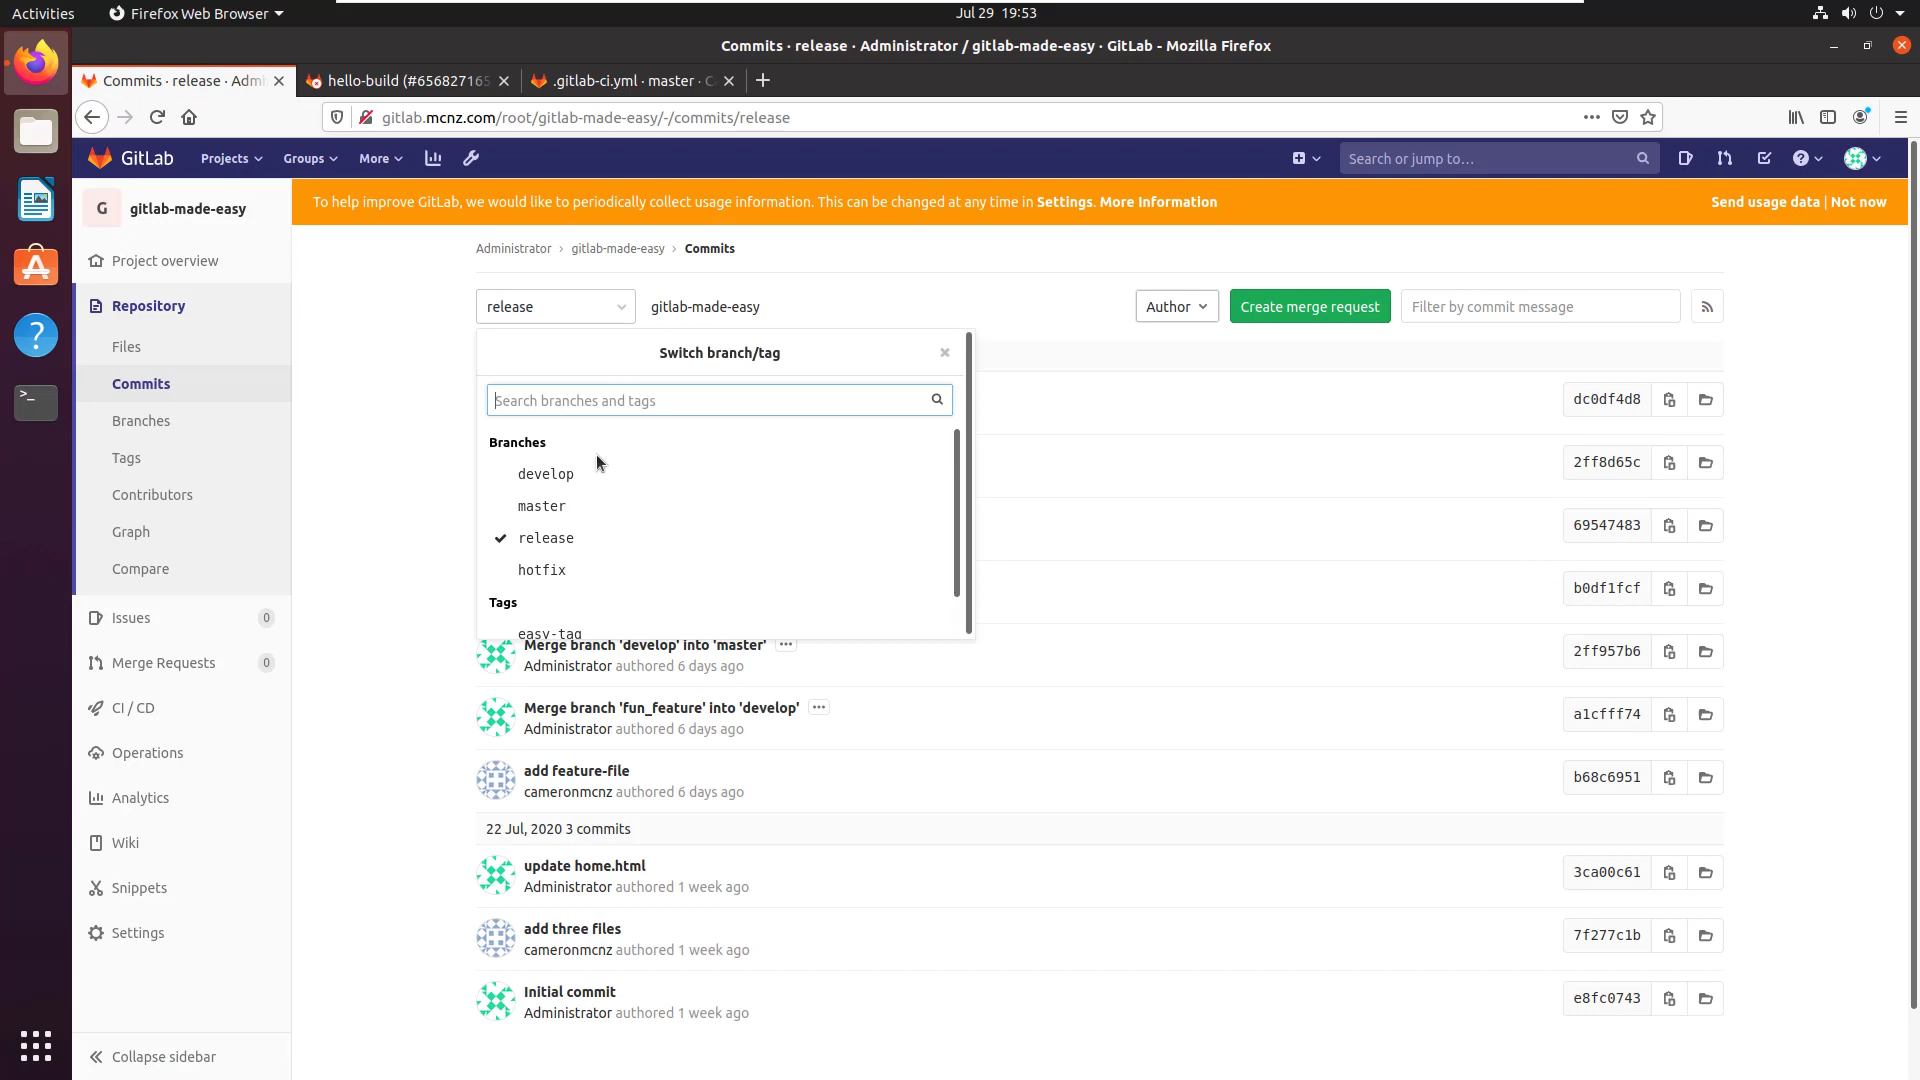 Activities
Firefox Web Browser
Jul 29 19:53
Commits · release · Administrator / gitlab-made-easy · GitLab - Mozilla Firefox
Commits · release · Admi
hello-build (#656827165
.gitlab-ci.yml · master · C
gitlab.mcnz.com/root/gitlab-made-easy/-/commits/release
GitLab
Projects
Groups
More
Search or jump to...
G
gitlab-made-easy
To help improve GitLab, we would like to periodically collect usage information. This can be changed at any time in Settings. More Information
Send usage data | Not now
Project overview
Repository
Files
Commits
Branches
Tags
Contributors
Graph
Compare
Issues
0
Merge Requests
0
CI / CD
Operations
Analytics
Wiki
Snippets
Settings
Collapse sidebar
Administrator › gitlab-made-easy › Commits
release
gitlab-made-easy
Author
Create merge request
Filter by commit message
Switch branch/tag
Search branches and tags
Branches
develop
master
release
hotfix
Tags
easy-tag
dc0df4d8
2ff8d65c
69547483
b0df1fcf
Merge branch 'develop' into 'master'
Administrator authored 6 days ago
2ff957b6
Merge branch 'fun_feature' into 'develop'
Administrator authored 6 days ago
a1cfff74
add feature-file
cameronmcnz authored 6 days ago
b68c6951
22 Jul, 2020 3 commits
update home.html
Administrator authored 1 week ago
3ca00c61
add three files
cameronmcnz authored 1 week ago
7f277c1b
Initial commit
Administrator authored 1 week ago
e8fc0743